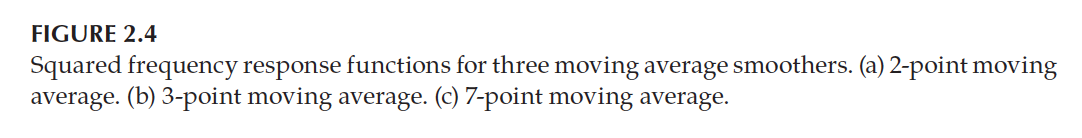 FIGURE 2.4
Squared frequency response functions for three moving average smoothers. (a) 2-point moving
average. (b) 3-point moving average. (c) 7-point moving average.